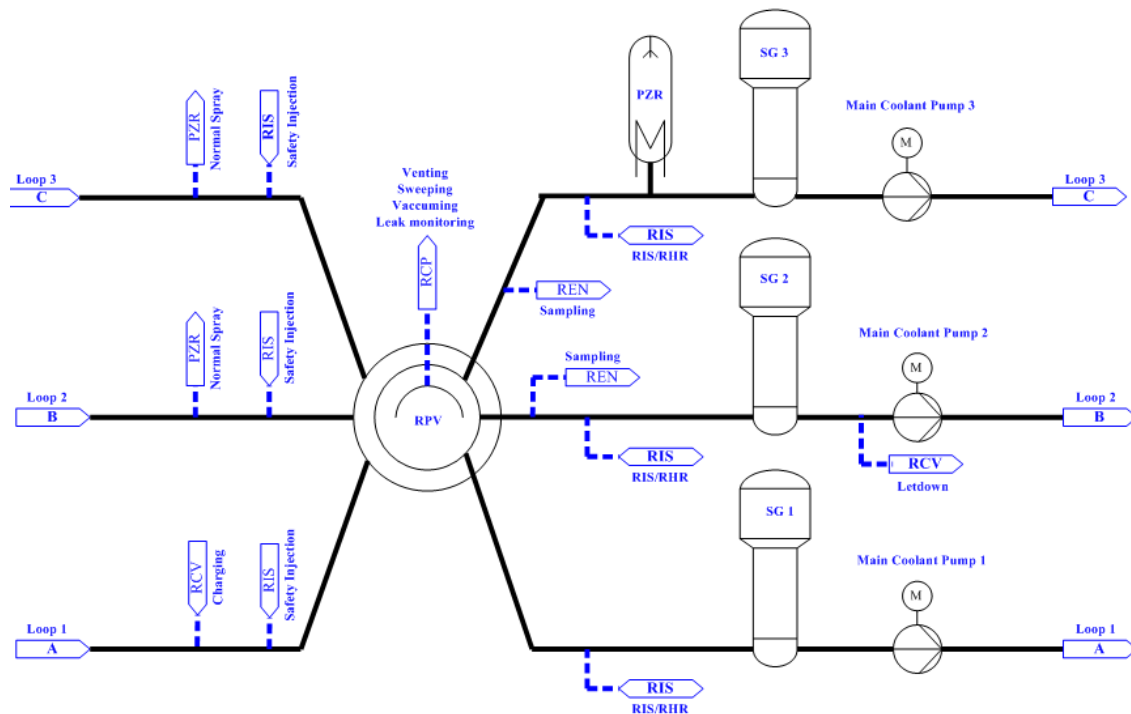 SG 3
PZR
Main Coolant Pump 3
M
PZR
Normal Spray
RIS
Safety Injection
Loop 3
C
Venting
Sweeping
Vaccuming
Leak monitoring
RCP
Loop 3
C
RIS
RIS/RHR
REN
Sampling
SG 2
Main Coolant Pump 2
M
PZR
Normal Spray
RIS
Safety Injection
Loop 2
B
RPV
Sampling
REN
RIS
RIS/RHR
Loop 2
B
RCV
Letdown
SG 1
Main Coolant Pump 1
M
RCV
Charging
RIS
Safety Injection
Loop 1
A
Loop 1
A
RIS
RIS/RHR